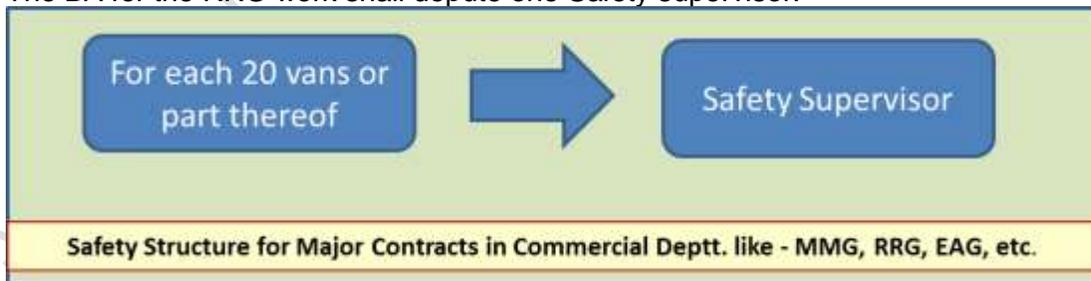 For each 20 vans or
part thereof
Safety Supervisor
Safety Structure for Major Contracts in Commercial Deptt. like - MMG, RRG, EAG, etc.